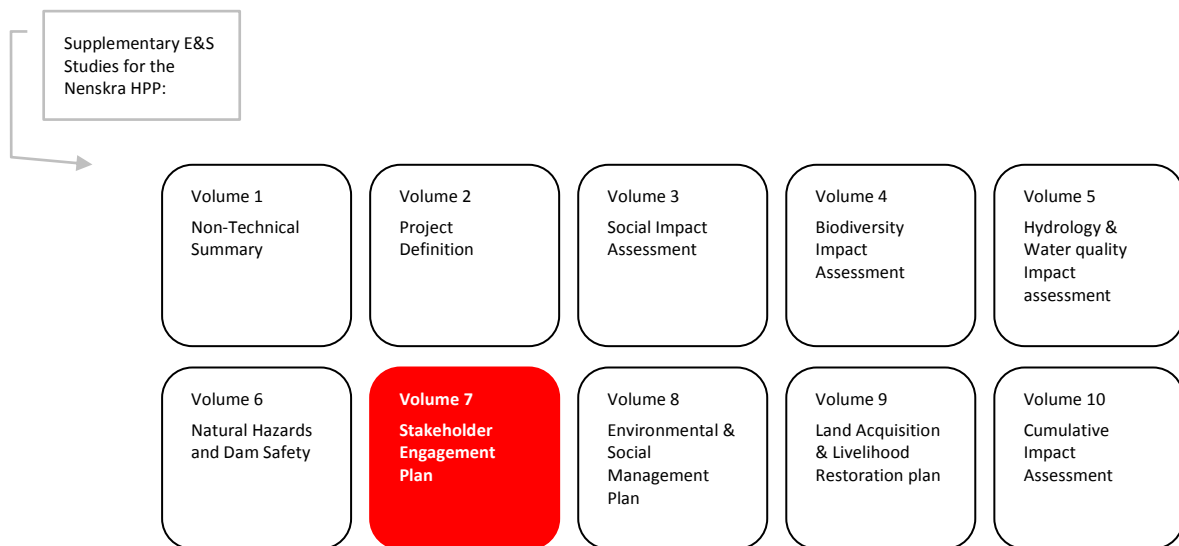 Supplementary E&S
Studies for the
Nenskra HPP:
Volume 1
Non-Technical
Summary
Volume 2
Project
Definition
Volume 3
Social Impact
Assessment
Volume 4
Biodiversity
Impact
Assessment
Volume 5
Hydrology &
Water quality
Impact
assessment
Volume 6
Natural Hazards
and Dam Safety
Volume 7
Stakeholder
Engagement
Plan
Volume 8
Environmental &
Social
Management
Plan
Volume 9
Land Acquisition
& Livelihood
Restoration plan
Volume 10
Cumulative
Impact
Assessment